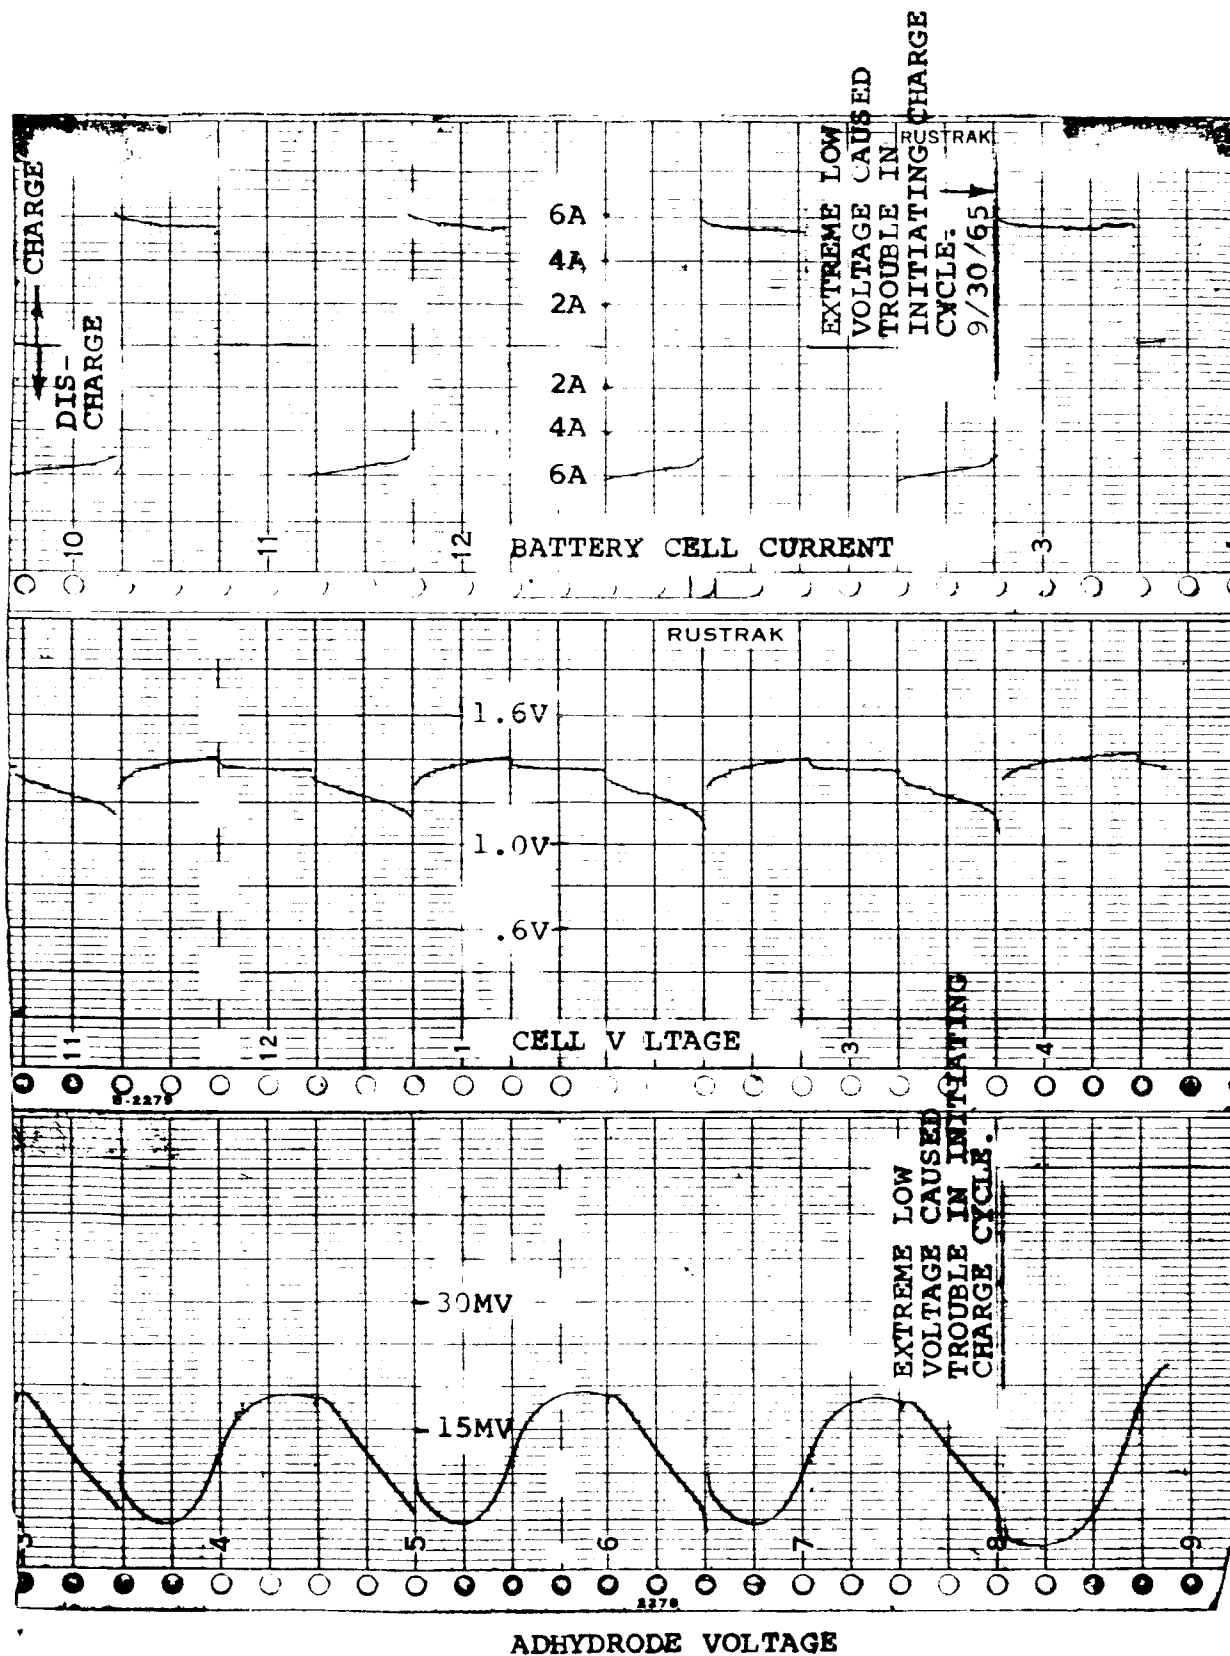 CHARGE
DIS-
CHARGE
6A
4A
2A
2A
4A
6A
EXTREME LOW
VOLTAGE CAUSED
TROUBLE IN
INITIATING CHARGE
CYCLE.
9/30/65
RUSTRAK
10
11
12
3
BATTERY CELL CURRENT
RUSTRAK
1.6V
1.0V
.6V
11
12
1
3
4
CELL V LTAGE
2279
EXTREME LOW
VOLTAGE CAUSED
TROUBLE IN INITIATING
CHARGE CYCLE.
30MV
15MV
3
4
5
6
7
8
9
2279
ADHYDRODE VOLTAGE